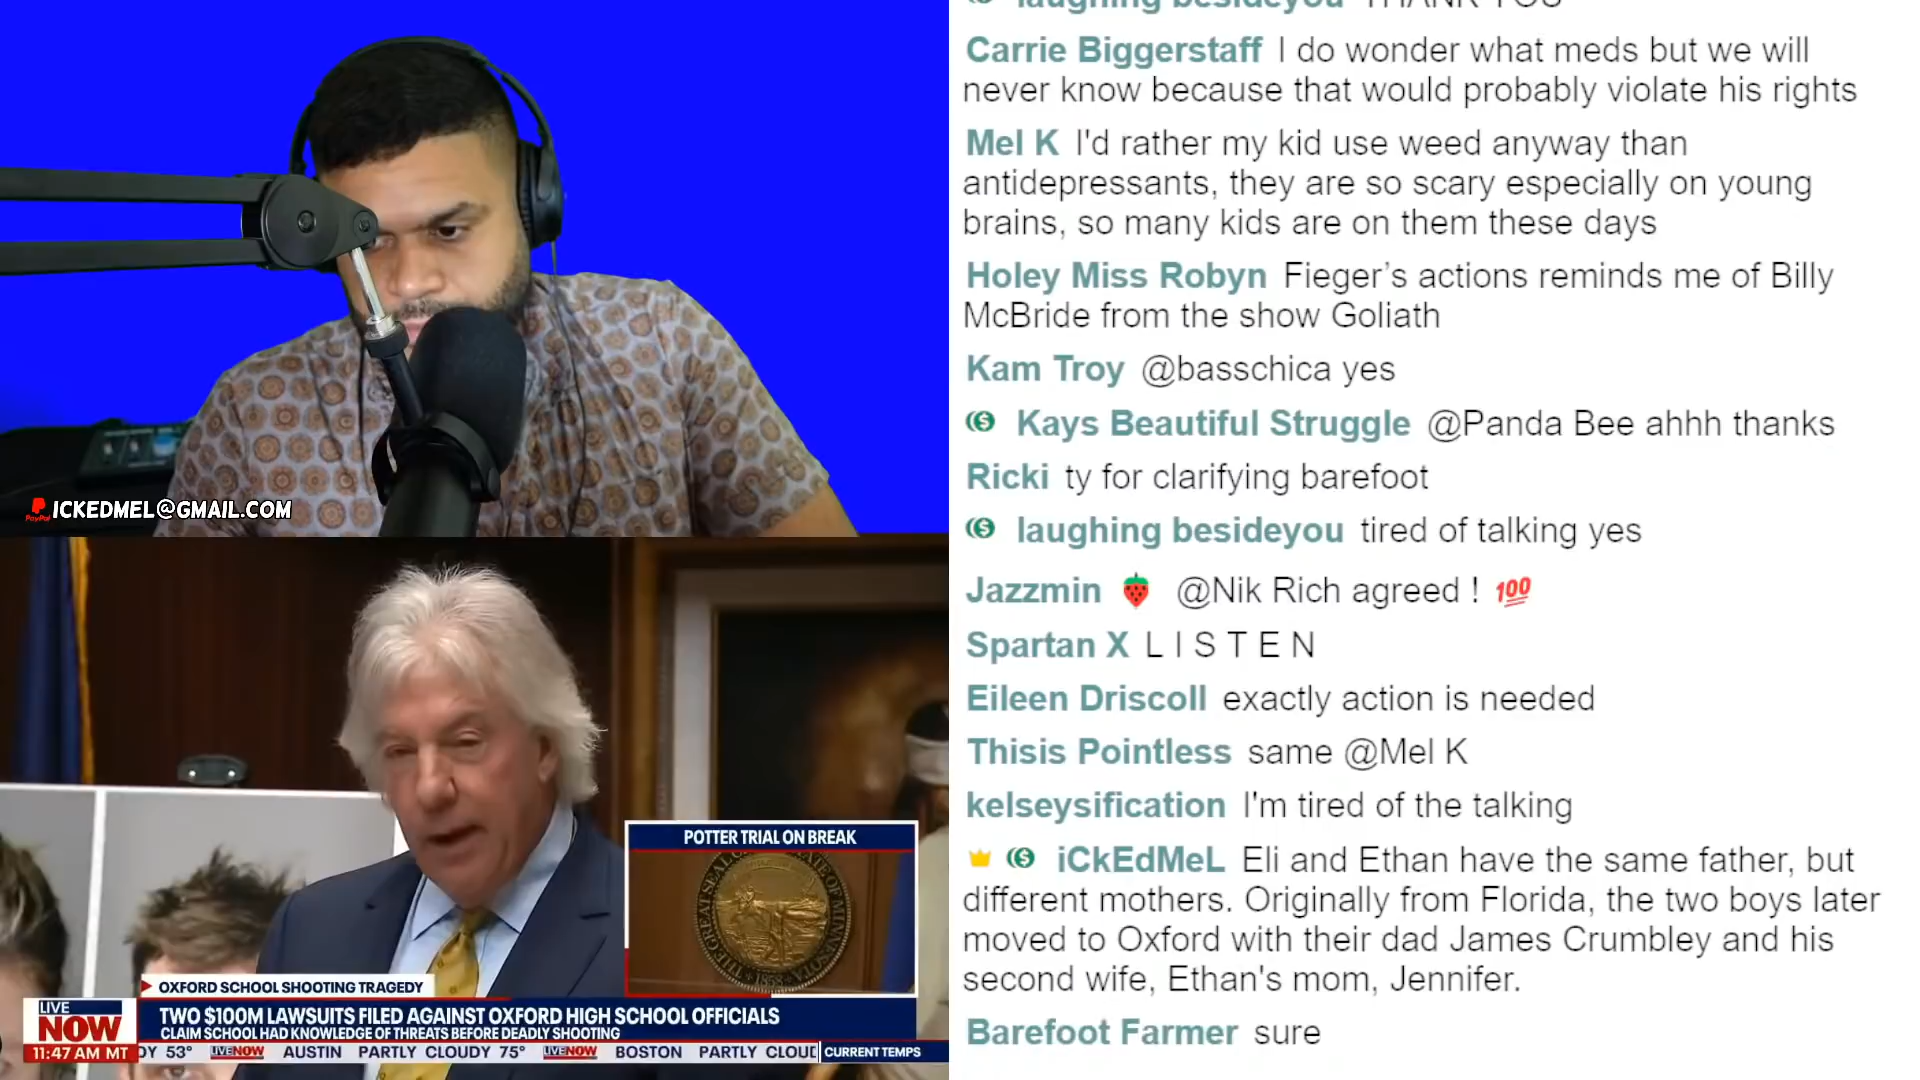 laughing besideyou THANK YOU
Carrie Biggerstaff I do wonder what meds but we will
never know because that would probably violate his rights
Mel K I'd rather my kid use weed anyway than
antidepressants, they are so scary especially on young
brains, so many kids are on them these days
Holey Miss Robyn Fieger’s actions reminds me of Billy
McBride from the show Goliath
Kam Troy @basschica yes
Kays Beautiful Struggle @Panda Bee ahhh thanks
Ricki ty for clarifying barefoot
laughing besideyou tired of talking yes
Jazzmin 🍓 @Nik Rich agreed ! 💯
Spartan X L I S T E N
Eileen Driscoll exactly action is needed
Thisis Pointless same @Mel K
kelseysification I'm tired of the talking
iCkEdMeL Eli and Ethan have the same father, but
different mothers. Originally from Florida, the two boys later
moved to Oxford with their dad James Crumbley and his
second wife, Ethan's mom, Jennifer.
Barefoot Farmer sure
PayPal ICKEDMEL@GMAIL.COM
POTTER TRIAL ON BREAK
1858
OXFORD SCHOOL SHOOTING TRAGEDY
LIVE
NOW
TWO $100M LAWSUITS FILED AGAINST OXFORD HIGH SCHOOL OFFICIALS
CLAIM SCHOOL HAD KNOWLEDGE OF THREATS BEFORE DEADLY SHOOTING
11:47 AM MT
DY 53° LIVENOW AUSTIN PARTLY CLOUDY 75° LIVENOW BOSTON PARTLY CLOUD CURRENT TEMPS